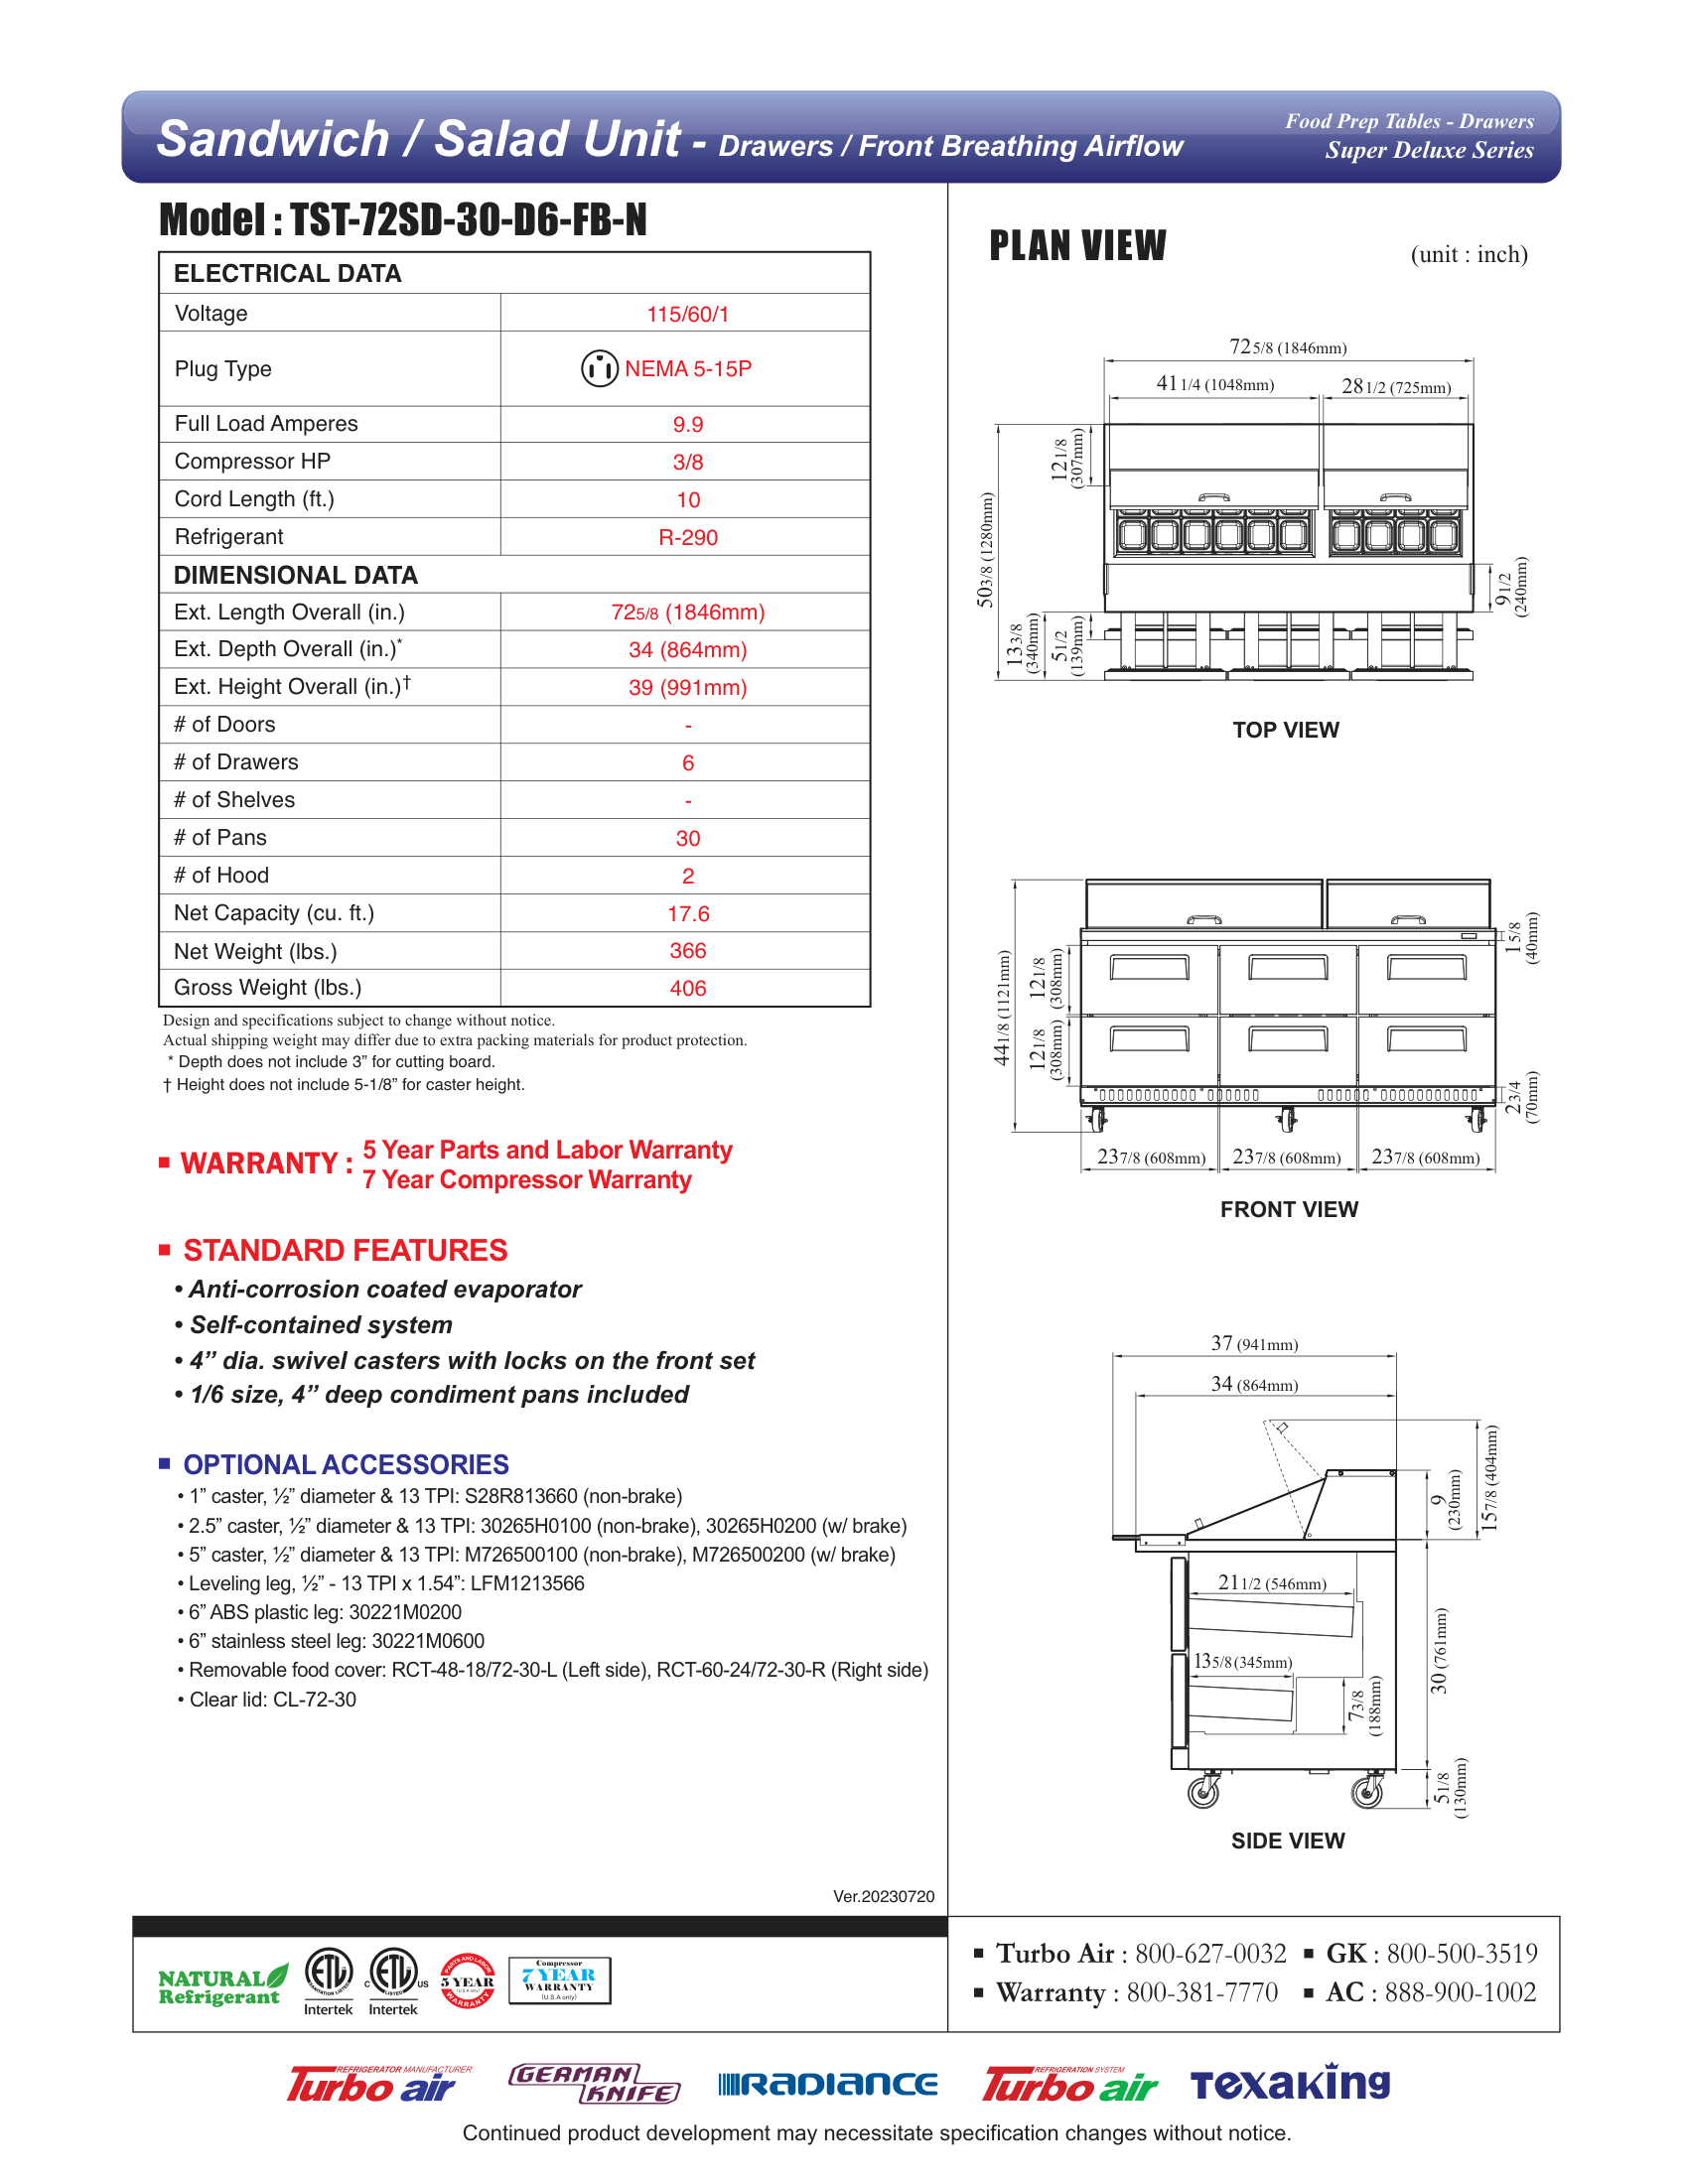 Sandwich / Salad Unit - Drawers / Front Breathing Airflow
Food Prep Tables - Drawers
Super Deluxe Series
Model : TST-72SD-30-D6-FB-N
ELECTRICAL DATA
Voltage 115/60/1
Plug Type NEMA 5-15P
Full Load Amperes 9.9
Compressor HP 3/8
Cord Length (ft.) 10
Refrigerant R-290
DIMENSIONAL DATA
Ext. Length Overall (in.) 72 5/8 (1846mm)
Ext. Depth Overall (in.)* 34 (864mm)
Ext. Height Overall (in.)† 39 (991mm)
# of Doors -
# of Drawers 6
# of Shelves -
# of Pans 30
# of Hood 2
Net Capacity (cu. ft.) 17.6
Net Weight (lbs.) 366
Gross Weight (lbs.) 406
Design and specifications subject to change without notice.
Actual shipping weight may differ due to extra packing materials for product protection.
* Depth does not include 3” for cutting board.
† Height does not include 5-1/8” for caster height.
■ WARRANTY : 5 Year Parts and Labor Warranty
7 Year Compressor Warranty
■ STANDARD FEATURES
• Anti-corrosion coated evaporator
• Self-contained system
• 4” dia. swivel casters with locks on the front set
• 1/6 size, 4” deep condiment pans included
■ OPTIONAL ACCESSORIES
• 1” caster, ½” diameter & 13 TPI: S28R813660 (non-brake)
• 2.5” caster, ½” diameter & 13 TPI: 30265H0100 (non-brake), 30265H0200 (w/ brake)
• 5” caster, ½” diameter & 13 TPI: M726500100 (non-brake), M726500200 (w/ brake)
• Leveling leg, ½” - 13 TPI x 1.54”: LFM1213566
• 6” ABS plastic leg: 30221M0200
• 6” stainless steel leg: 30221M0600
• Removable food cover: RCT-48-18/72-30-L (Left side), RCT-60-24/72-30-R (Right side)
• Clear lid: CL-72-30
Ver.20230720
PLAN VIEW
(unit : inch)
72 5/8 (1846mm)
41 1/4 (1048mm)
28 1/2 (725mm)
50 3/8 (1280mm)
12 1/8
(307mm)
9 1/2
(240mm)
13 3/8
(340mm)
5 1/2
(139mm)
TOP VIEW
44 1/8 (1121mm)
12 1/8
(308mm)
12 1/8
(308mm)
1 5/8
(40mm)
2 3/4
(70mm)
23 7/8 (608mm)
23 7/8 (608mm)
23 7/8 (608mm)
FRONT VIEW
37 (941mm)
34 (864mm)
9
(230mm)
15 7/8 (404mm)
21 1/2 (546mm)
13 5/8 (345mm)
7 3/8
(188mm)
30 (761mm)
5 1/8
(130mm)
SIDE VIEW
NATURAL
Refrigerant
ETL
SANITATION LISTED
Intertek
C ETL US
LISTED
Intertek
PARTS AND LABOR
5 YEAR
(U.S.A only)
WARRANTY
Compressor
7 YEAR
WARRANTY
(U.S.A only)
■ Turbo Air : 800-627-0032 ■ GK : 800-500-3519
■ Warranty : 800-381-7770 ■ AC : 888-900-1002
REFRIGERATOR MANUFACTURER
Turbo air
GERMAN
KNIFE
RADIANCE
REFRIGERATION SYSTEM
Turbo air
TEXAKING
Continued product development may necessitate specification changes without notice.